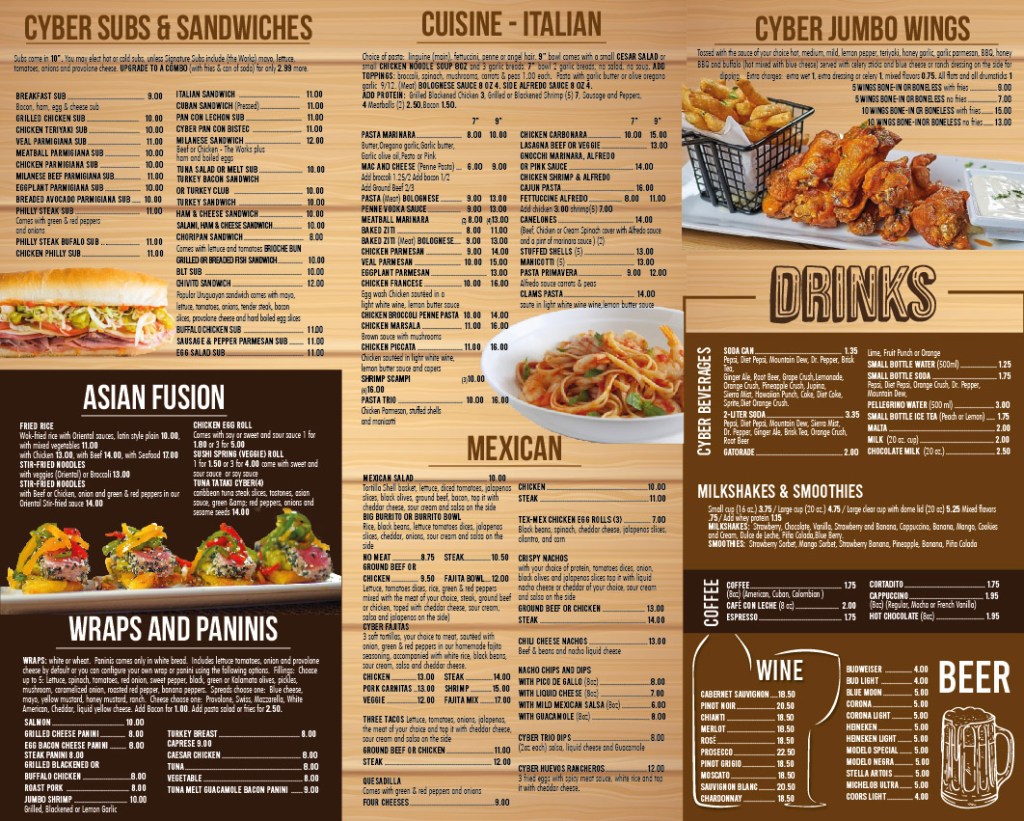 CYBER SUBS & SANDWICHES
Subs come in 10". You may elect hot or cold subs, unless Signature Subs include (the Works) mayo, lettuce,
tomatoes, onions and provolone cheese. UPGRADE TO A COMBO (with fries & can of soda) for only 2.99 more.
BREAKFAST SUB 9.00
Bacon, ham, egg & cheese sub
GRILLED CHICKEN SUB 10.00
CHICKEN TERIYAKI SUB 10.00
VEAL PARMIGIANA SUB 11.00
MEATBALL PARMIGIANA SUB 10.00
CHICKEN PARMIGIANA SUB 10.00
MILANESE BEEF PARMIGIANA SUB 11.00
EGGPLANT PARMIGIANA SUB 10.00
BREADED AVOCADO PARMIGIANA SUB 10.00
PHILLY STEAK SUB 11.00
Comes with green & red peppers
and onions
PHILLY STEAK BUFALO SUB 11.00
CHICKEN PHILLY SUB 11.00
ITALIAN SANDWICH 11.00
CUBAN SANDWICH (Pressed) 11.00
PAN CON LECHON SUB 11.00
CYBER PAN CON BISTEC 11.00
MILANESE SANDWICH 12.00
Beef or Chicken - The Works plus
ham and boiled eggs
TUNA SALAD OR MELT SUB 10.00
TURKEY BACON SANDWICH
OR TURKEY CLUB 10.00
TURKEY SANDWICH 10.00
HAM & CHEESE SANDWICH 10.00
SALAMI, HAM & CHEESE SANDWICH 10.00
CHORIPAN SANDWICH 8.00
Comes with lettuce and tomatoes BRIOCHE BUN
GRILLED OR BREADED FISH SANDWICH 10.00
BLT SUB 10.00
CHIVITO SANDWICH 12.00
Popular Uruguayan sandwich comes with mayo,
lettuce, tomatoes, onions, tender steak, bacon
slices, provolone cheese and hard boiled egg slices
BUFFALO CHICKEN SUB 11.00
SAUSAGE & PEPPER PARMESAN SUB 11.00
EGG SALAD SUB 11.00
ASIAN FUSION
FRIED RICE
Wok-fried rice with Oriental sauces, latin style plain 10.00,
with mixed vegetables 11.00
with Chicken 13.00, with Beef 14.00, with Seafood 17.00
STIR-FRIED NOODLES
with veggies (Oriental) or Broccoli 13.00
STIR-FRIED NOODLES
with Beef or Chicken, onion and green & red peppers in our
Oriental Stir-fried sauce 14.00
CHICKEN EGG ROLL
Comes with soy or sweet and sour sauce 1 for
1.80 or 3 for 5.00
SUSHI SPRING (VEGGIE) ROLL
1 for 1.50 or 3 for 4.00 come with sweet and
sour sauce or soy sauce
TUNA TATAKI CYBER(4)
caribbean tuna steak slices, tostones, asian
sauce, green &amp; red peppers, onions and
sesame seeds 14.00
WRAPS AND PANINIS
WRAPS: white or wheat. Paninis comes only in white bread. Includes lettuce tomatoes, onion and provolone
cheese by default or you can configure your own wrap or panini using the following options. Fillings: Choose
up to 5: Lettuce, spinach, tomatoes, red onion, sweet pepper, black, green or Kalamata olives, pickles,
mushroom, caramelized onion, roasted red pepper, banana peppers. Spreads choose one: Blue cheese,
mayo, yellow mustard, honey mustard, ranch. Cheese choose one: Provolone, Swiss, Mozzarella, White
American, Cheddar, liquid yellow cheese. Add Bacon for 1.00. Add pasta salad or fries for 2.50.
SALMON 10.00
GRILLED CHEESE PANINI 8.00
EGG BACON CHEESE PANINI 8.00
STEAK PANINI 8.00
GRILLED BLACKENED OR
BUFFALO CHICKEN 8.00
ROAST PORK 8.00
JUMBO SHRIMP 10.00
Grilled, Blackened or Lemon Garlic
TURKEY BREAST 8.00
CAPRESE 9.00
CAESAR CHICKEN 8.00
TUNA 8.00
VEGETABLE 8.00
TUNA MELT GUACAMOLE BACON PANINI 9.00
CUISINE - ITALIAN
Choice of pasta: linguine (main), fettuccini, penne or angel hair. 9" bowl comes with a small CESAR SALAD or
small CHICKEN NOODLE SOUP 8OZ and 3 garlic breads. 7" bowl 2 garlic breads, no salad, no soup. ADD
TOPPINGS: broccoli, spinach, mushrooms, carrots & peas 1.00 each. Pasta with garlic butter or olive oregano
garlic 9/12. (Meat) BOLOGNESE SAUCE 8 OZ 4. SIDE ALFREDO SAUCE 8 OZ 4.
ADD PROTEIN: Grilled Blackened Chicken 3, Grilled or Blackened Shrimp (5) 7, Sausage and Peppers,
4 Meatballs (2) 2.50, Bacon 1.50.
7" 9"
PASTA MARINARA 8.00 10.00
Butter, Oregano garlic, Garlic butter,
Garlic olive oil, Pasta or Pink
MAC AND CHEESE (Penne Pasta) 6.00 9.00
Add broccoli 1.25/2 Add bacon 1/2
Add Ground Beef 2/3
PASTA (Meat) BOLOGNESE 9.00 13.00
PENNE VODKA SAUCE 9.00 13.00
MEATBALL MARINARA (2) 8.00 (4)13.00
BAKED ZITI 8.00 11.00
BAKED ZITI (Meat) BOLOGNESE 9.00 13.00
CHICKEN PARMESAN 9.00 14.00
VEAL PARMESAN 10.00 15.00
EGGPLANT PARMESAN 13.00
CHICKEN FRANCESE 10.00 16.00
Egg wash Chicken sautéed in a
light white wine, lemon butter sauce
CHICKEN BROCCOLI PENNE PASTA 10.00 14.00
CHICKEN MARSALA 11.00 16.00
Brown sauce with mushrooms
CHICKEN PICCATA 11.00 16.00
Chicken sautéed in light white wine,
lemon butter sauce and capers
SHRIMP SCAMPI (3)10.00
(6)16.00
PASTA TRIO 10.00 16.00
Chicken Parmesan, stuffed shells
and manicotti
7" 9"
CHICKEN CARBONARA 10.00 15.00
LASAGNA BEEF OR VEGGIE 13.00
GNOCCHI MARINARA, ALFREDO
OR PINK SAUCE 14.00
CHICKEN SHRIMP & ALFREDO
CAJUN PASTA 16.00
FETTUCCINE ALFREDO 8.00 11.00
Add chicken 3.00 shrimp(5) 7.00
CANELONES 14.00
(Beef, Chicken or Cream Spinach cover with Alfredo sauce
and a pint of marinara sauce ) (2)
STUFFED SHELLS (5) 13.00
MANICOTTI (5) 13.00
PASTA PRIMAVERA 9.00 12.00
Alfredo sauce carrots & peas
CLAMS PASTA 14.00
saute in light white wine wine, lemon butter sauce
MEXICAN
MEXICAN SALAD 10.00
Tortilla Shell basket, lettuce, diced tomatoes, jalapenos
slices, black olives, ground beef, bacon, top it with
cheddar cheese, sour cream and salsa on the side
BIG BURRITO OR BURRITO BOWL
Rice, black beans, lettuce tomatoes slices, jalapenos
slices, green onions, sour cream and salsa on the
side
NO MEAT 8.75 STEAK 10.50
GROUND BEEF OR
CHICKEN 9.50 FAJITA BOWL 12.00
Lettuce, tomatoes dices, rice, green & red peppers
mixed with the meat of your choice, steak, ground beef
or chicken, toped with cheddar cheese, sour cream,
salsa and jalapenos on the side)
CYBER FAJITAS
3 soft tortillas, your choice to meat, sautéed with
onion, green & red peppers in our homemade fajita
seasoning, accompanied with white rice, black beans,
sour cream, salsa and cheddar cheese.
CHICKEN 13.00 STEAK 14.00
PORK CARNITAS 13.00 SHRIMP 15.00
VEGGIE 12.00 FAJITA MIX 17.00
THREE TACOS Lettuce, tomatoes, onions, jalapenos,
the meat of your choice and top it with cheddar cheese,
sour cream and salsa on the side
GROUND BEEF OR CHICKEN 11.00
STEAK 12.00
QUESADILLA
Comes with green & red peppers and onions
FOUR CHEESES 9.00
CHICKEN 10.00
STEAK 11.00
TEX-MEX CHICKEN EGG ROLLS (3) 7.00
Black beans, spinach, cheddar cheese, jalapenos slices,
cilantro, and corn
CRISPY NACHOS
with your choice of protein, tomatoes dices, onion,
black olives and jalapenos slices top it with liquid
nacho cheese or cheddar of your choice, sour cream
and salsa on the side
GROUND BEEF OR CHICKEN 13.00
STEAK 14.00
CHILI CHEESE NACHOS 13.00
Beef & beans and nacho liquid cheese
NACHO CHIPS AND DIPS
WITH PICO DE GALLO (8oz) 8.00
WITH LIQUID CHEESE (8oz) 7.00
WITH MILD MEXICAN SALSA (8oz) 6.00
WITH GUACAMOLE (8oz) 8.00
CYBER TRIO DIPS 8.00
(2oz each) salsa, liquid cheese and Guacamole
CYBER HUEVOS RANCHEROS 12.00
3 fried eggs with spicy meat sauce, white rice and top
it with cheddar cheese.
CYBER JUMBO WINGS
Tossed with the sauce of your choice hot, medium, mild, lemon pepper, teriyaki, honey garlic, garlic parmesan, BBQ, honey
BBQ and buffalo (hot mixed with blue cheese) served with celery sticks and blue cheese or ranch dressing on the side for
dipping. Extra charges: extra wet 1, extra dressing or celery 1, mixed flavors 0.75. All flats and all drumsticks 1
5 WINGS BONE-IN OR BONELESS with fries 9.00
5 WINGS BONE-IN OR BONELESS no fries 7.00
10 WINGS BONE-IN OR BONELESS with fries 15.00
10 WINGS BONE-IN OR BONELESS no fries 13.00
DRINKS
CYBER BEVERAGES
SODA CAN 1.35
Pepsi, Diet Pepsi, Mountain Dew, Dr. Pepper, Brisk
Tea,
Ginger Ale, Root Beer, Grape Crush, Lemonade,
Orange Crush, Pineapple Crush, Jupina,
Sierra Mist, Hawaiian Punch, Coke, Diet Coke,
Sprite, Diet Orange Crush.
2-LITER SODA 3.35
Pepsi, Diet Pepsi, Mountain Dew, Sierra Mist,
Dr. Pepper, Ginger Ale, Brisk Tea, Orange Crush,
Root Beer
GATORADE 2.00
Lime, Fruit Punch or Orange
SMALL BOTTLE WATER (500ml) 1.25
SMALL BOTTLE SODA 1.75
Pepsi, Diet Pepsi, Orange Crush, Dr. Pepper,
Mountain Dew,
PELLEGRINO WATER (500 ml) 3.00
SMALL BOTTLE ICE TEA (Peach or Lemon) 1.75
MALTA 2.00
MILK (20 oz. cup) 2.00
CHOCOLATE MILK (20 oz.) 2.50
MILKSHAKES & SMOOTHIES
Small cup (16 oz.) 3.75 / Large cup (20 oz.) 4.75 / Large clear cup with dome lid (20 oz) 5.25 Mixed flavors
.75 / Add whey protein 1.15
MILKSHAKES: Strawberry, Chocolate, Vanilla, Strawberry and Banana, Cappuccino, Banana, Mango, Cookies
and Cream, Dulce de Leche, Piña Colada, Blue Berry.
SMOOTHIES: Strawberry Sorbet, Mango Sorbet, Strawberry Banana, Pineapple, Banana, Piña Colada
COFFEE
COFFEE 1.75
(8oz) (American, Cuban, Colombian )
CAFÉ CON LECHE (8 oz) 2.00
ESPRESSO 1.75
CORTADITO 1.75
CAPPUCCINO 1.95
(8oz) (Regular, Mocha or French Vanilla)
HOT CHOCOLATE (8oz) 1.95
WINE
CABERNET SAUVIGNON 18.50
PINOT NOIR 20.50
CHIANTI 18.50
MERLOT 18.50
ROSÉ 18.50
PROSECCO 22.50
PINOT GRIGIO 18.50
MOSCATO 18.50
SAUVIGNON BLANC 20.50
CHARDONNAY 18.50
BEER
BUDWEISER 4.00
BUD LIGHT 4.00
BLUE MOON 5.00
CORONA 5.00
CORONA LIGHT 5.00
HEINEKEN 5.00
HEINEKEN LIGHT 5.00
MODELO SPECIAL 5.00
MODELO NEGRA 5.00
STELLA ARTOIS 5.00
MICHELOB ULTRA 5.00
COORS LIGHT 4.00